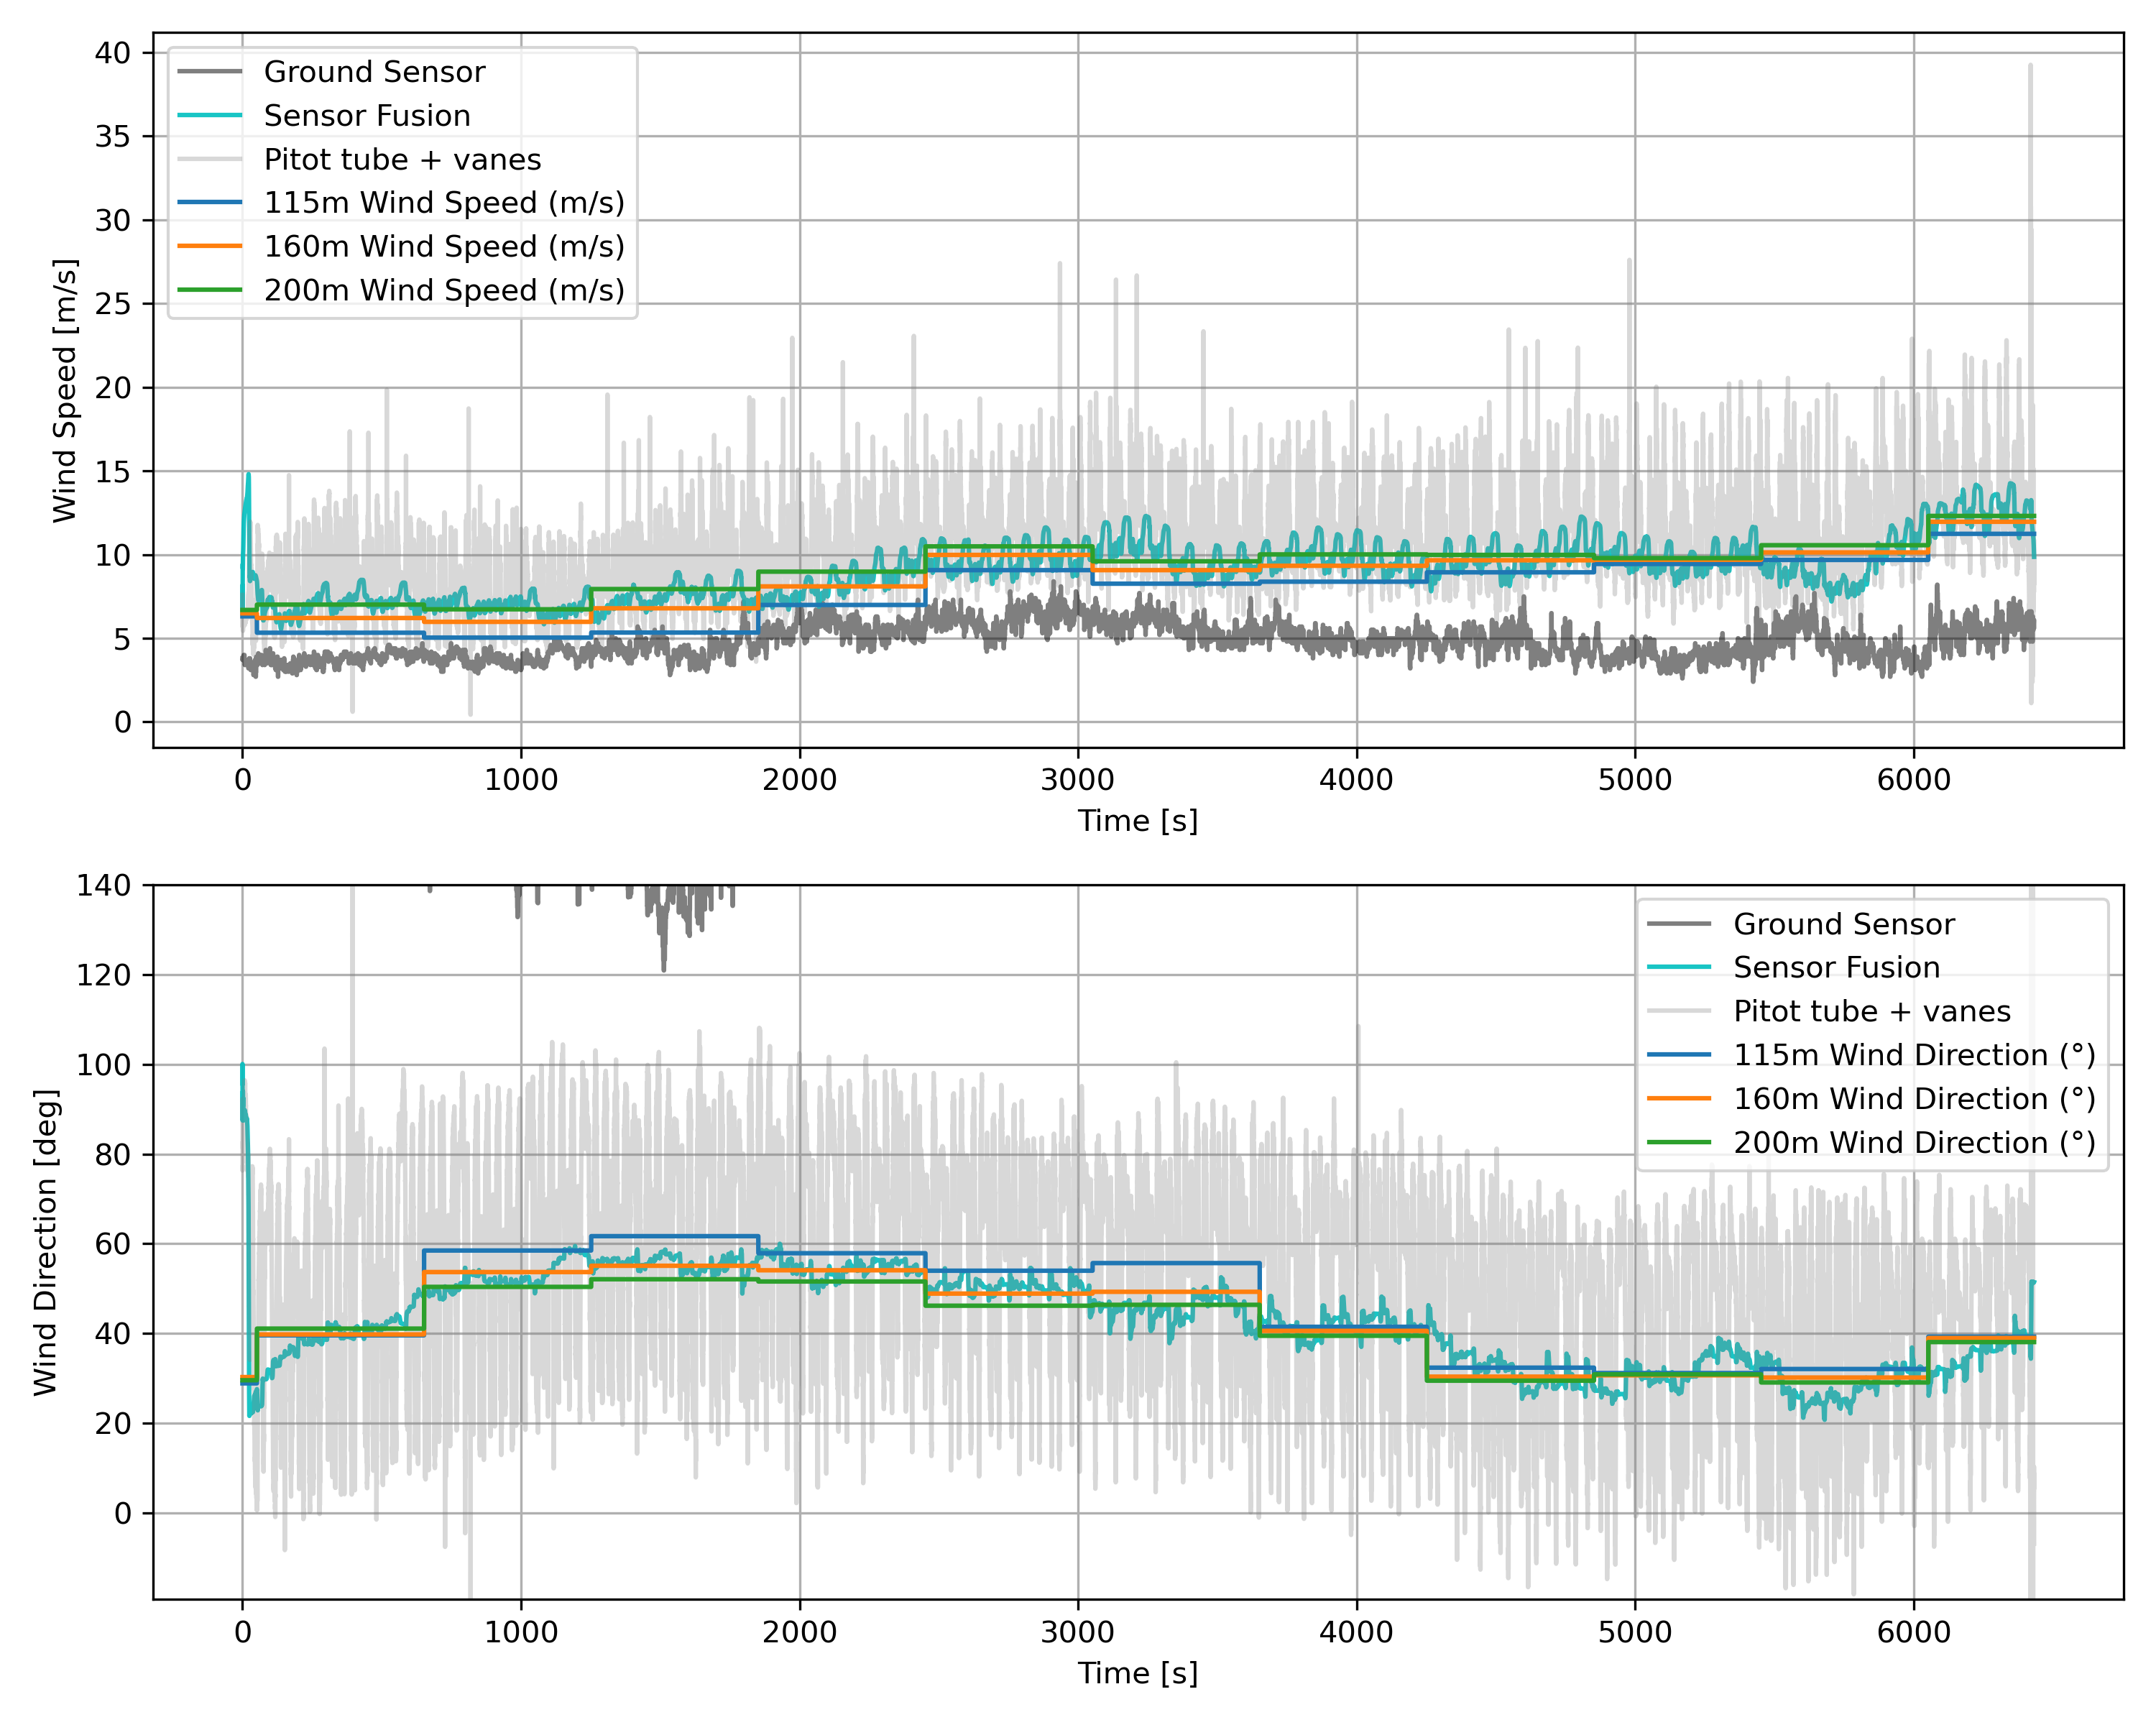 40
35
30
25
20
15
10
5
0
Wind Speed [m/s]
Ground Sensor
Sensor Fusion
Pitot tube + vanes
115m Wind Speed (m/s)
160m Wind Speed (m/s)
200m Wind Speed (m/s)
0 1000 2000 3000 4000 5000 6000
Time [s]
140
120
100
80
60
40
20
0
Wind Direction [deg]
Ground Sensor
Sensor Fusion
Pitot tube + vanes
115m Wind Direction (°)
160m Wind Direction (°)
200m Wind Direction (°)
0 1000 2000 3000 4000 5000 6000
Time [s]